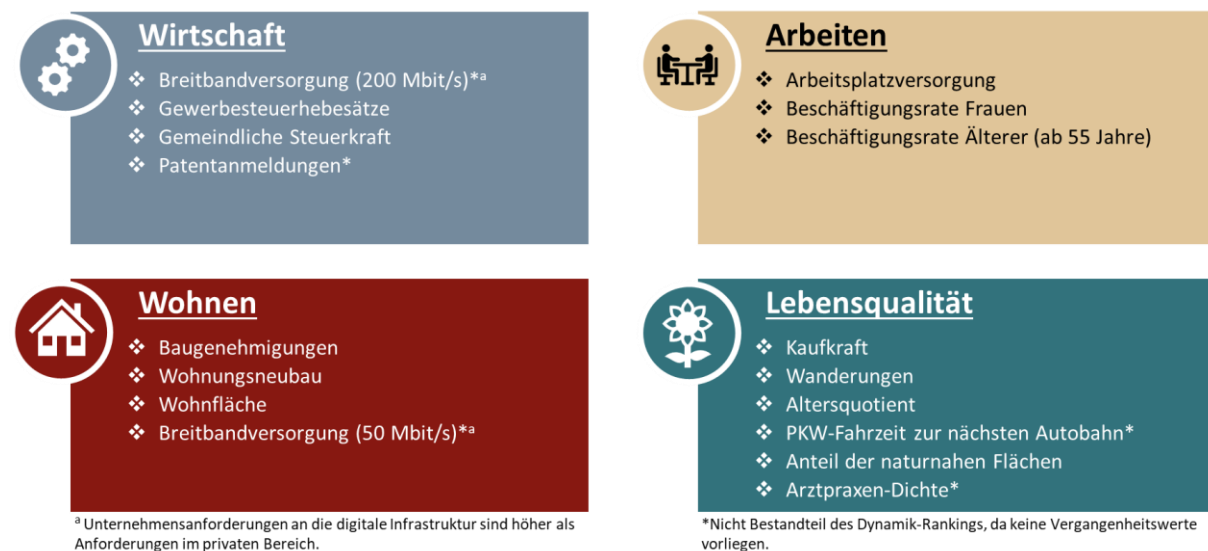 Wirtschaft
❖ Breitbandversorgung (200 Mbit/s)*ᵃ
❖ Gewerbesteuerhebesätze
❖ Gemeindliche Steuerkraft
❖ Patentanmeldungen*
Arbeiten
❖ Arbeitsplatzversorgung
❖ Beschäftigungsrate Frauen
❖ Beschäftigungsrate Älterer (ab 55 Jahre)
Wohnen
❖ Baugenehmigungen
❖ Wohnungsneubau
❖ Wohnfläche
❖ Breitbandversorgung (50 Mbit/s)*ᵃ
Lebensqualität
❖ Kaufkraft
❖ Wanderungen
❖ Altersquotient
❖ PKW-Fahrzeit zur nächsten Autobahn*
❖ Anteil der naturnahen Flächen
❖ Arztpraxen-Dichte*
ᵃ Unternehmensanforderungen an die digitale Infrastruktur sind höher als
Anforderungen im privaten Bereich.
*Nicht Bestandteil des Dynamik-Rankings, da keine Vergangenheitswerte
vorliegen.